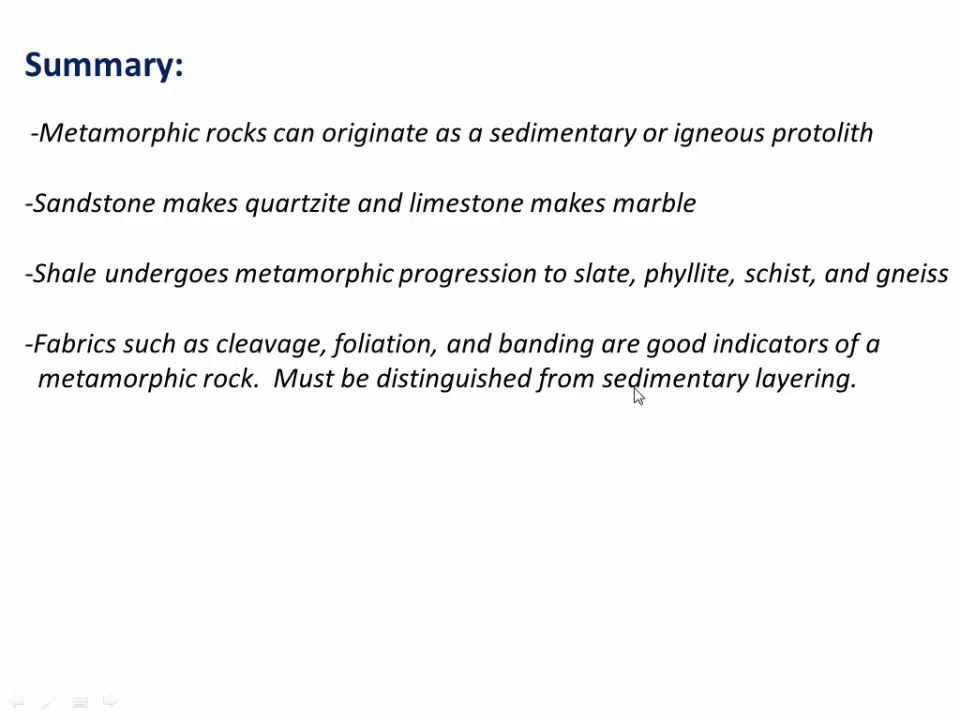 Summary:
-Metamorphic rocks can originate as a sedimentary or igneous protolith
-Sandstone makes quartzite and limestone makes marble
-Shale undergoes metamorphic progression to slate, phyllite, schist, and gneiss
-Fabrics such as cleavage, foliation, and banding are good indicators of a
metamorphic rock.  Must be distinguished from sedimentary layering.